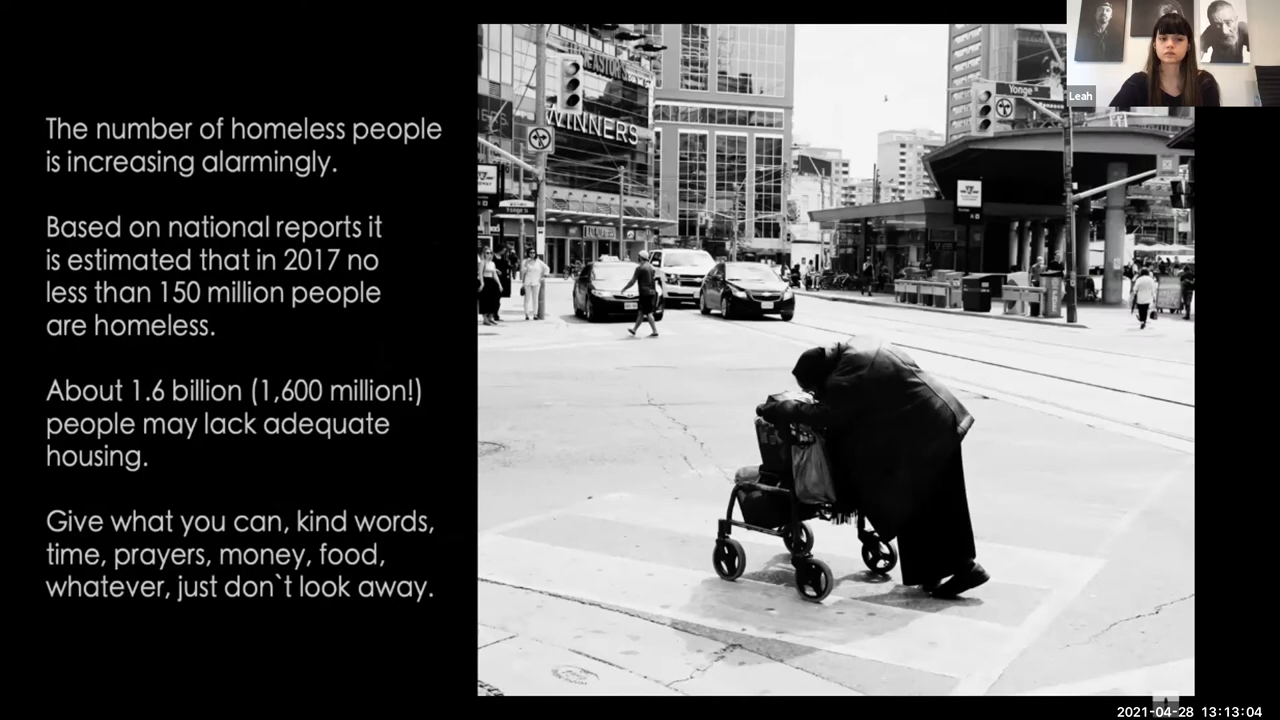 The number of homeless people
is increasing alarmingly.
Based on national reports it
is estimated that in 2017 no
less than 150 million people
are homeless.
About 1.6 billion (1,600 million!)
people may lack adequate
housing.
Give what you can, kind words,
time, prayers, money, food,
whatever, just don`t look away.
WINNERS
Yonge
Leah
2021-04-28 13:13:04